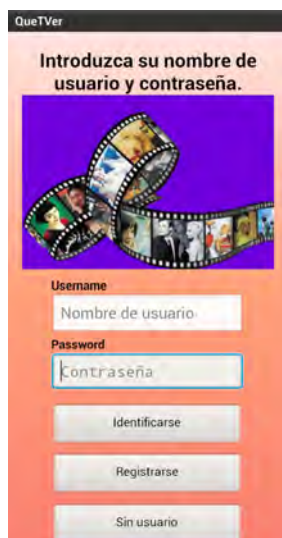 QueTVer
Introduzca su nombre de
usuario y contraseña.
Username
Nombre de usuario
Password
Contraseña
Identificarse
Registrarse
Sin usuario